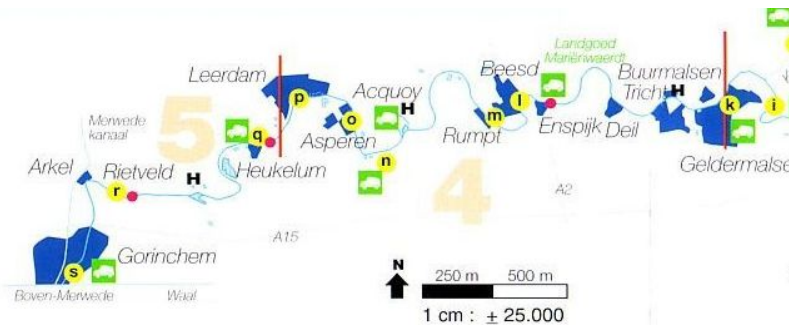 Landgoed
Mariënwaerdt
Leerdam
Beesd
Buurmalsen
Acquoy
H
Tricht
H
k
i
l
p
m
o
Merwede
kanaal
5
q
Asperen
Rumpt
Enspijk
Deil
Geldermalse
n
Arkel
Rietveld
H
Heukelum
4
r
A2
A15
Gorinchem
s
N
250 m
500 m
Boven-Merwede
Waal
1 cm : ± 25.000